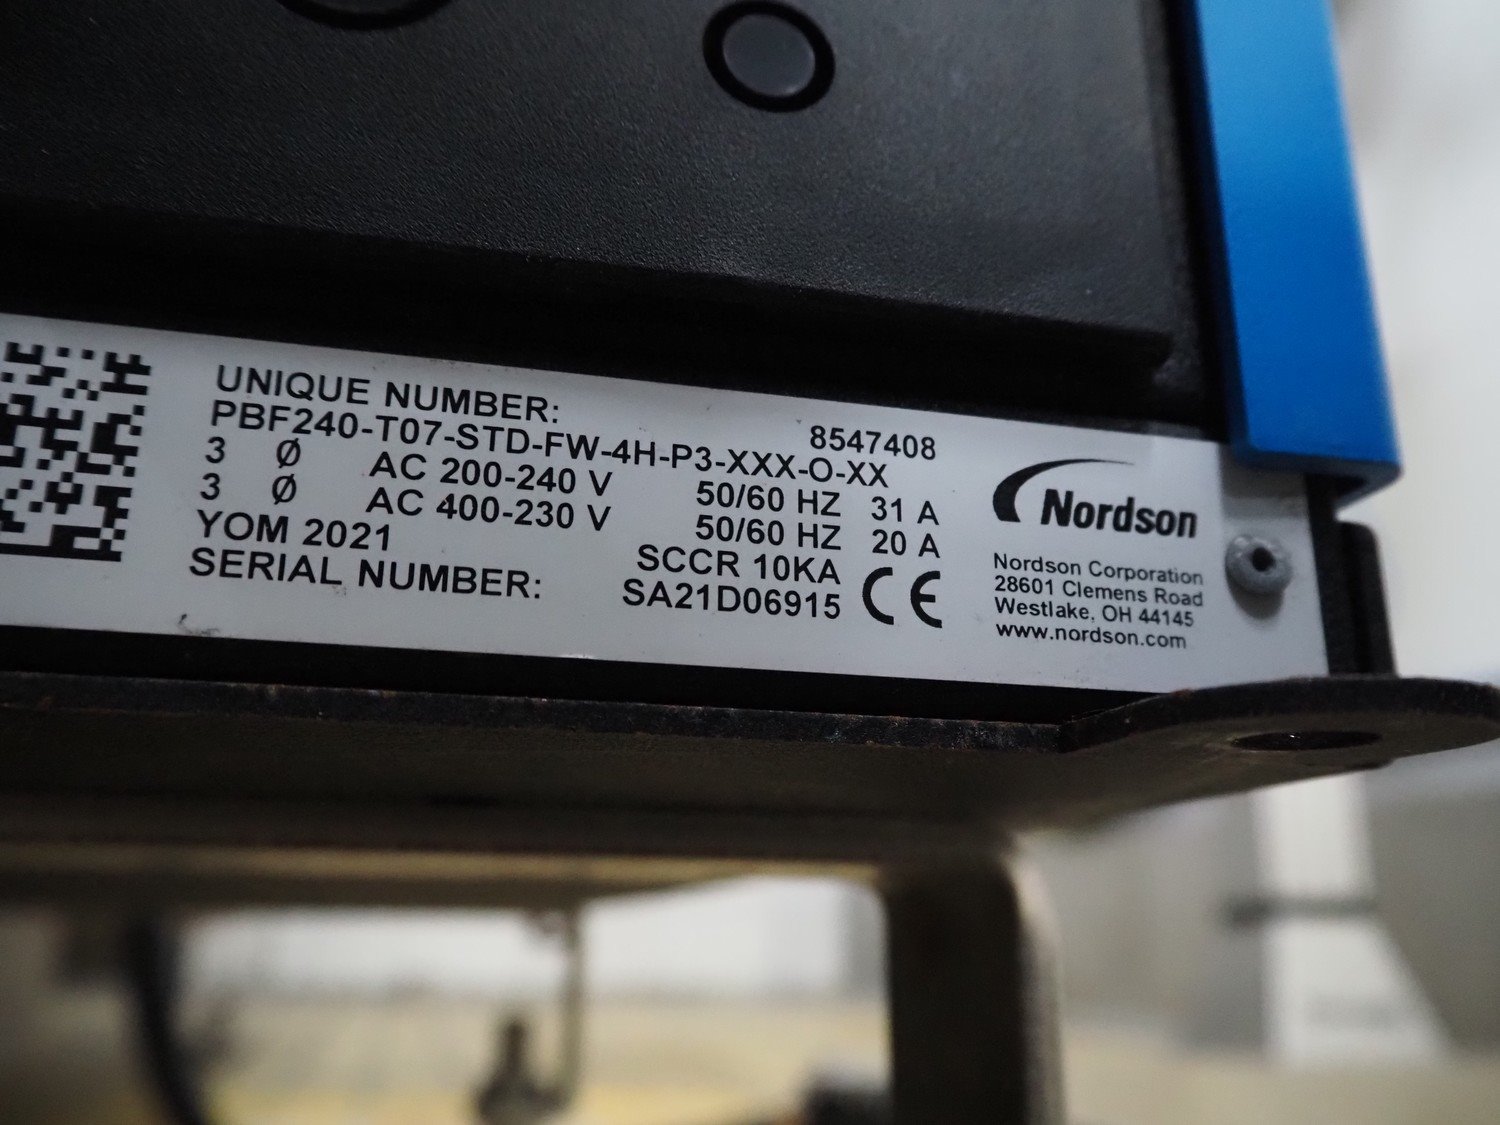 UNIQUE NUMBER: 8547408
PBF240-T07-STD-FW-4H-P3-XXX-O-XX
3 Ø AC 200-240 V 50/60 HZ 31 A
3 Ø AC 400-230 V 50/60 HZ 20 A
YOM 2021 SCCR 10KA
SERIAL NUMBER: SA21D06915 CE
Nordson
Nordson Corporation
28601 Clemens Road
Westlake, OH 44145
www.nordson.com